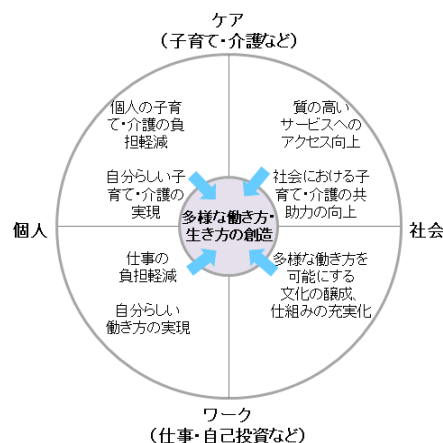 ケア
(子育て・介護など)
個人の子育
て・介護の負
担軽減
質の高い
サービスへの
アクセス向上
自分らしい子
育て・介護の
実現
社会における子
育て・介護の共
助力の向上
個人
多様な働き方・
生き方の創造
社会
仕事の
負担軽減
多様な働き方を
可能にする
文化の醸成、
仕組みの充実化
自分らしい
働き方の実現
ワーク
(仕事・自己投資など)